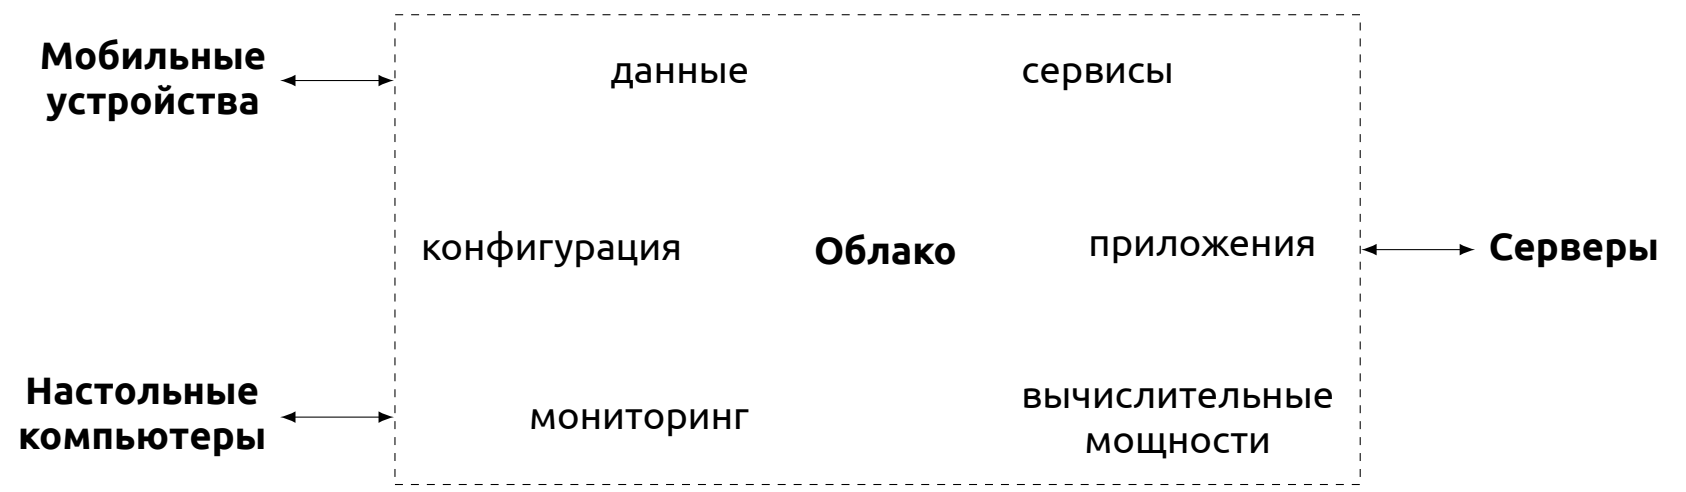 Мобильные
устройства
данные
сервисы
конфигурация
Облако
приложения
Серверы
Настольные
компьютеры
мониторинг
вычислительные
мощности